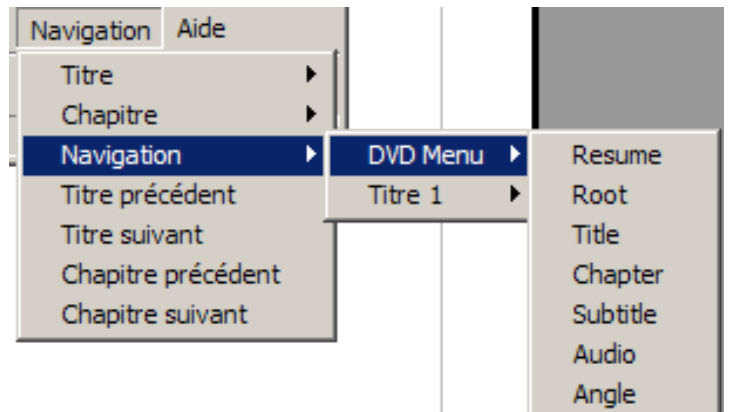 Navigation Aide
Titre
Chapitre
Navigation
Titre précédent
Titre suivant
Chapitre précédent
Chapitre suivant
DVD Menu
Titre 1
Resume
Root
Title
Chapter
Subtitle
Audio
Angle